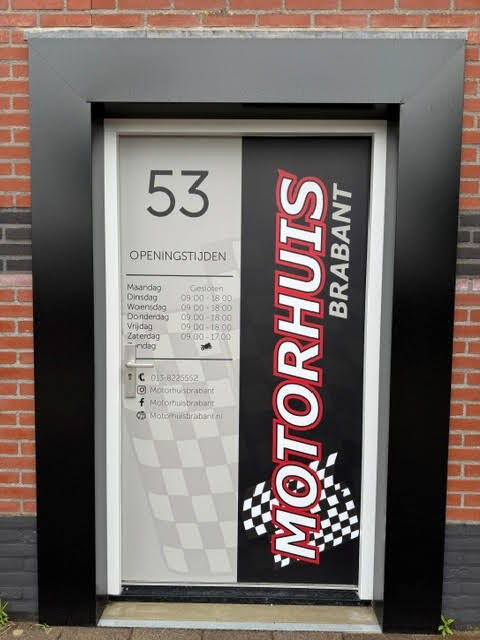 53
OPENINGSTIJDEN
Maandag Gesloten
Dinsdag 09:00 - 18:00
Woensdag 09:00 - 18:00
Donderdag 09:00 - 18:00
Vrijdag 09:00 - 18:00
Zaterdag 09:00 - 17:00
Zondag
013-8225552
Motorhuisbrabant
Motorhuisbrabant
Motorhuisbrabant.nl
MOTORHUIS
BRABANT